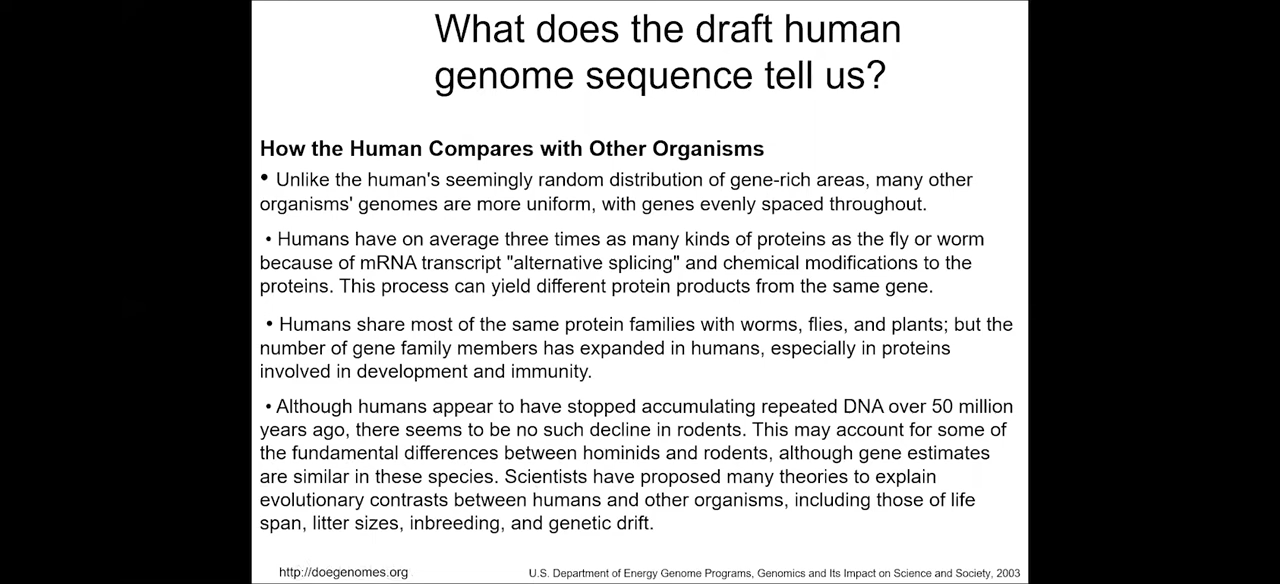 What does the draft human
genome sequence tell us?
How the Human Compares with Other Organisms
• Unlike the human's seemingly random distribution of gene-rich areas, many other
organisms' genomes are more uniform, with genes evenly spaced throughout.
• Humans have on average three times as many kinds of proteins as the fly or worm
because of mRNA transcript "alternative splicing" and chemical modifications to the
proteins. This process can yield different protein products from the same gene.
• Humans share most of the same protein families with worms, flies, and plants; but the
number of gene family members has expanded in humans, especially in proteins
involved in development and immunity.
• Although humans appear to have stopped accumulating repeated DNA over 50 million
years ago, there seems to be no such decline in rodents. This may account for some of
the fundamental differences between hominids and rodents, although gene estimates
are similar in these species. Scientists have proposed many theories to explain
evolutionary contrasts between humans and other organisms, including those of life
span, litter sizes, inbreeding, and genetic drift.
http://doegenomes.org
U.S. Department of Energy Genome Programs, Genomics and Its Impact on Science and Society, 2003